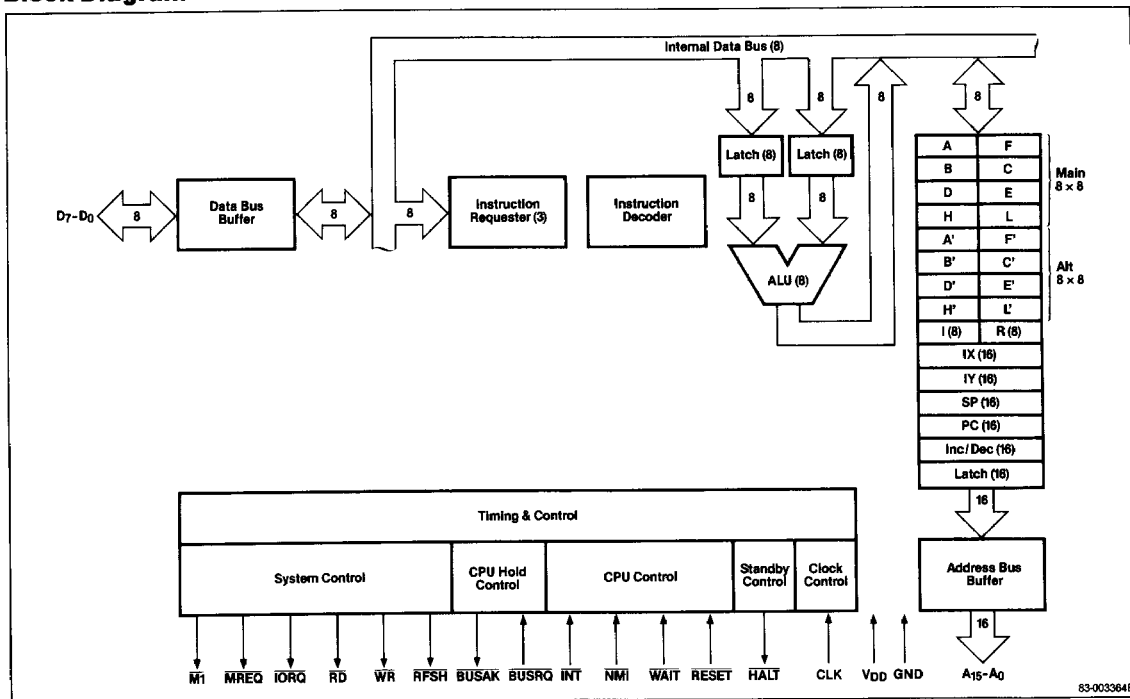 Internal Data Bus (8)
8
8
8
8
Latch (8)
Latch (8)
A
F
B
C
D
E
H
L
Main
8 × 8
D7-D0
8
Data Bus
Buffer
8
8
Instruction
Requester (3)
Instruction
Decoder
8
8
ALU (8)
A'
F'
B'
C'
D'
E'
H'
L'
Alt
8 × 8
I (8)
R (8)
IX (16)
IY (16)
SP (16)
PC (16)
Inc/Dec (16)
Latch (16)
16
Timing & Control
System Control
CPU Hold
Control
CPU Control
Standby
Control
Clock
Control
Address Bus
Buffer
16
M1
MREQ
IORQ
RD
WR
RFSH
BUSAK
BUSRQ
INT
NMI
WAIT
RESET
HALT
CLK
VDD
GND
A15-A0